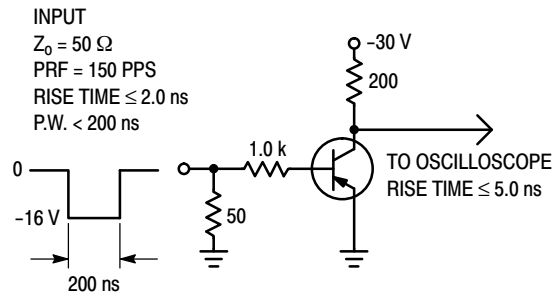 INPUT
Z₀ = 50 Ω
PRF = 150 PPS
RISE TIME ≤ 2.0 ns
P.W. < 200 ns
0
−16 V
200 ns
1.0 k
50
−30 V
200
TO OSCILLOSCOPE
RISE TIME ≤ 5.0 ns